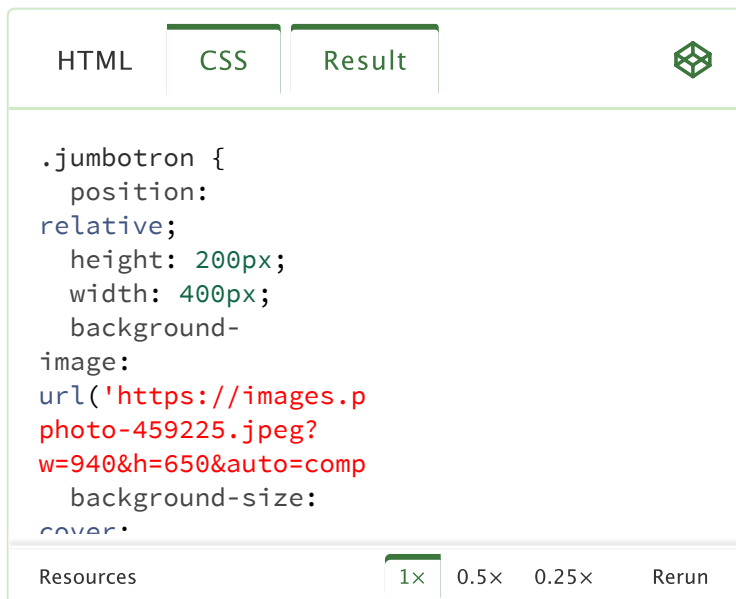 HTML CSS Result
.jumbotron {
position:
relative;
height: 200px;
width: 400px;
background-
image:
url('https://images.p
photo-459225.jpeg?
w=940&h=650&auto=comp
background-size:
cover;
Resources 1× 0.5× 0.25× Rerun